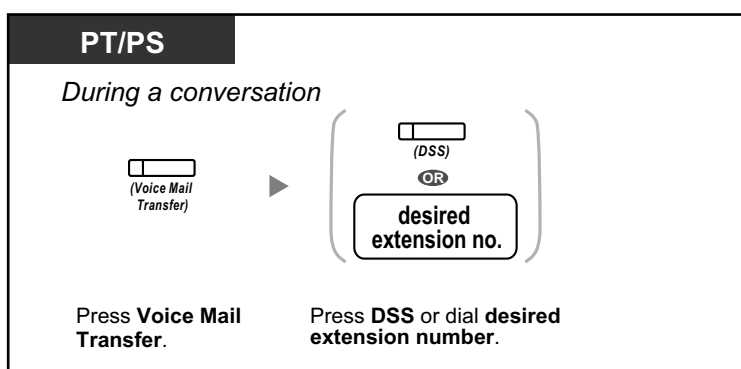 PT/PS
During a conversation
(Voice Mail
Transfer)
(DSS)
OR
desired
extension no.
Press Voice Mail
Transfer.
Press DSS or dial desired
extension number.